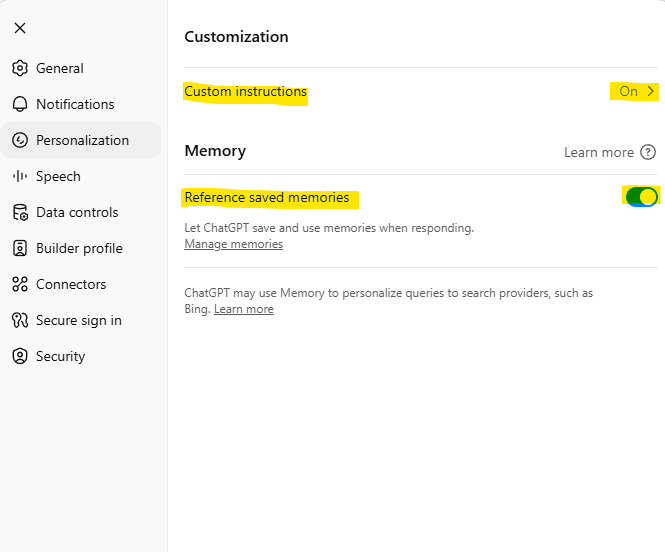 Customization
General
Custom instructions
On
Notifications
Personalization
Memory
Learn more
Speech
Reference saved memories
Data controls
Let ChatGPT save and use memories when responding.
Manage memories
Builder profile
Connectors
ChatGPT may use Memory to personalize queries to search providers, such as
Bing. Learn more
Secure sign in
Security